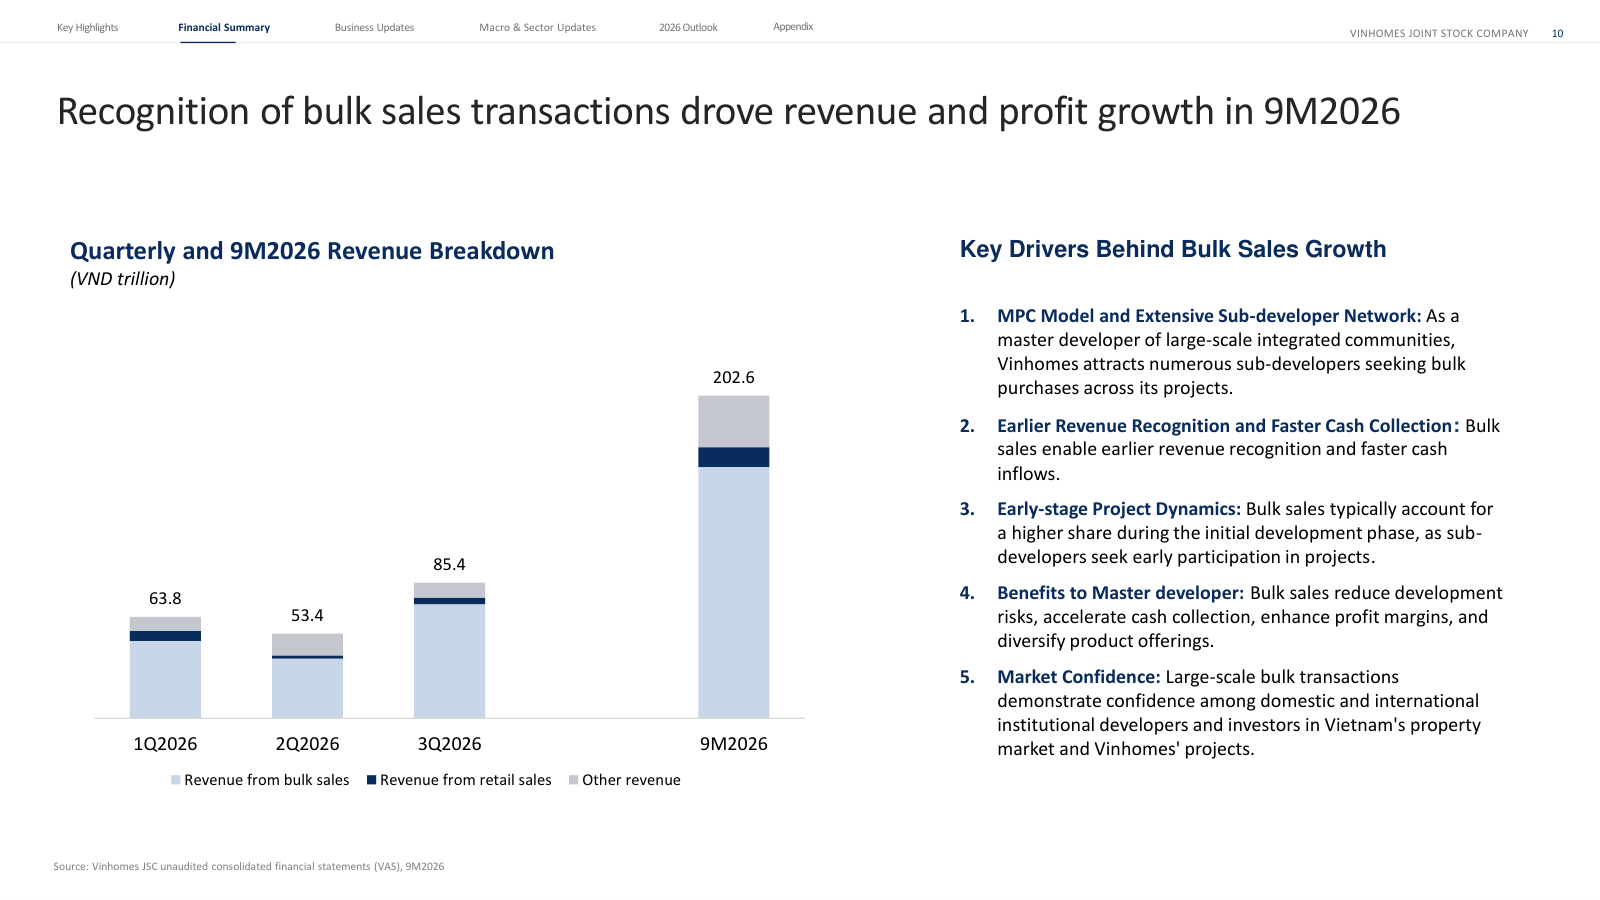 Key Highlights
Financial Summary
Business Updates
Macro & Sector Updates
2026 Outlook
Appendix
VINHOMES JOINT STOCK COMPANY 10
Recognition of bulk sales transactions drove revenue and profit growth in 9M2026
Quarterly and 9M2026 Revenue Breakdown
(VND trillion)
63.8
53.4
85.4
202.6
1Q2026
2Q2026
3Q2026
9M2026
Revenue from bulk sales
Revenue from retail sales
Other revenue
Key Drivers Behind Bulk Sales Growth
1. MPC Model and Extensive Sub-developer Network: As a
master developer of large-scale integrated communities,
Vinhomes attracts numerous sub-developers seeking bulk
purchases across its projects.
2. Earlier Revenue Recognition and Faster Cash Collection: Bulk
sales enable earlier revenue recognition and faster cash
inflows.
3. Early-stage Project Dynamics: Bulk sales typically account for
a higher share during the initial development phase, as sub-
developers seek early participation in projects.
4. Benefits to Master developer: Bulk sales reduce development
risks, accelerate cash collection, enhance profit margins, and
diversify product offerings.
5. Market Confidence: Large-scale bulk transactions
demonstrate confidence among domestic and international
institutional developers and investors in Vietnam's property
market and Vinhomes' projects.
Source: Vinhomes JSC unaudited consolidated financial statements (VAS), 9M2026